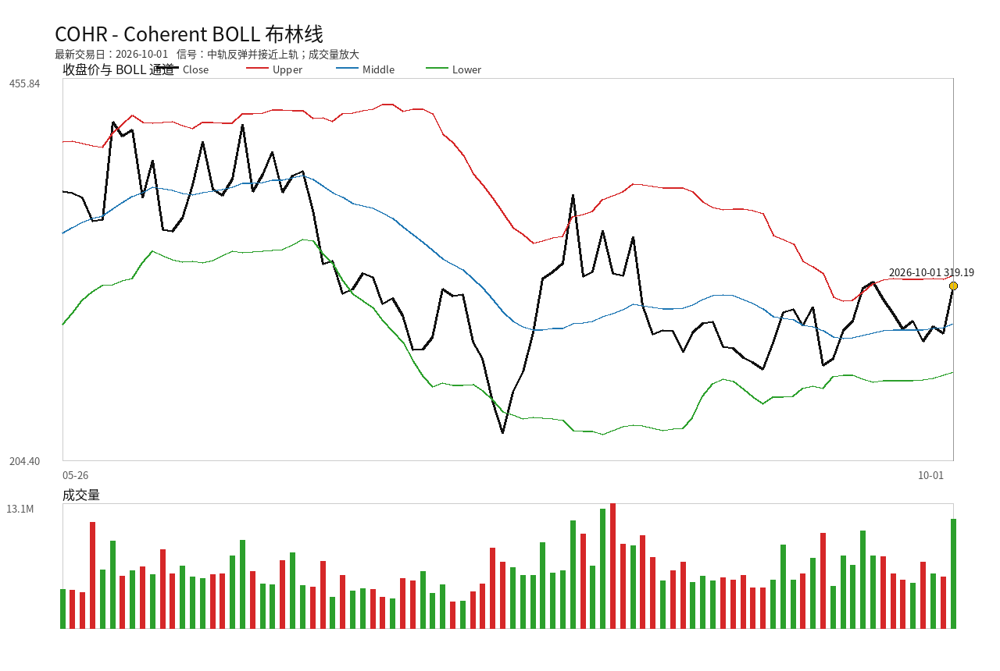 COHR - Coherent BOLL 布林线
最新交易日：2026-10-01 信号：中轨反弹并接近上轨；成交量放大
收盘价与 BOLL 通道 Close Upper Middle Lower
455.84
2026-10-01 319.19
204.40
05-26 10-01
成交量
13.1M